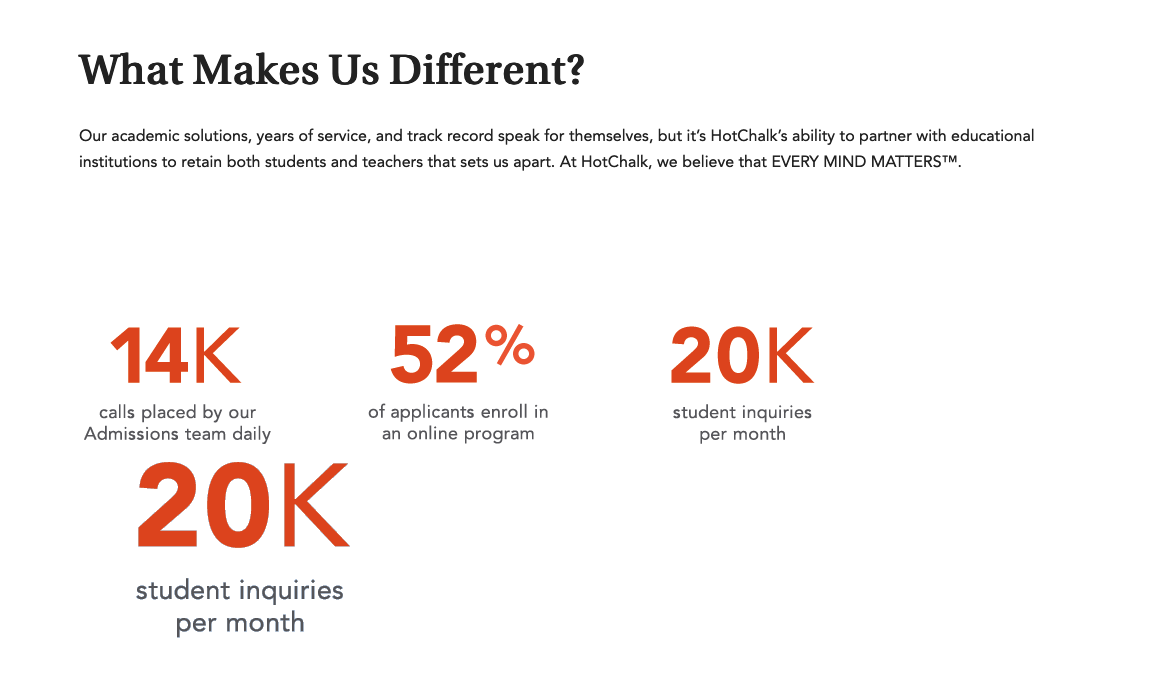 What Makes Us Different?
Our academic solutions, years of service, and track record speak for themselves, but it’s HotChalk’s ability to partner with educational
institutions to retain both students and teachers that sets us apart. At HotChalk, we believe that EVERY MIND MATTERS™.
14K
calls placed by our
Admissions team daily
52%
of applicants enroll in
an online program
20K
student inquiries
per month
20K
student inquiries
per month